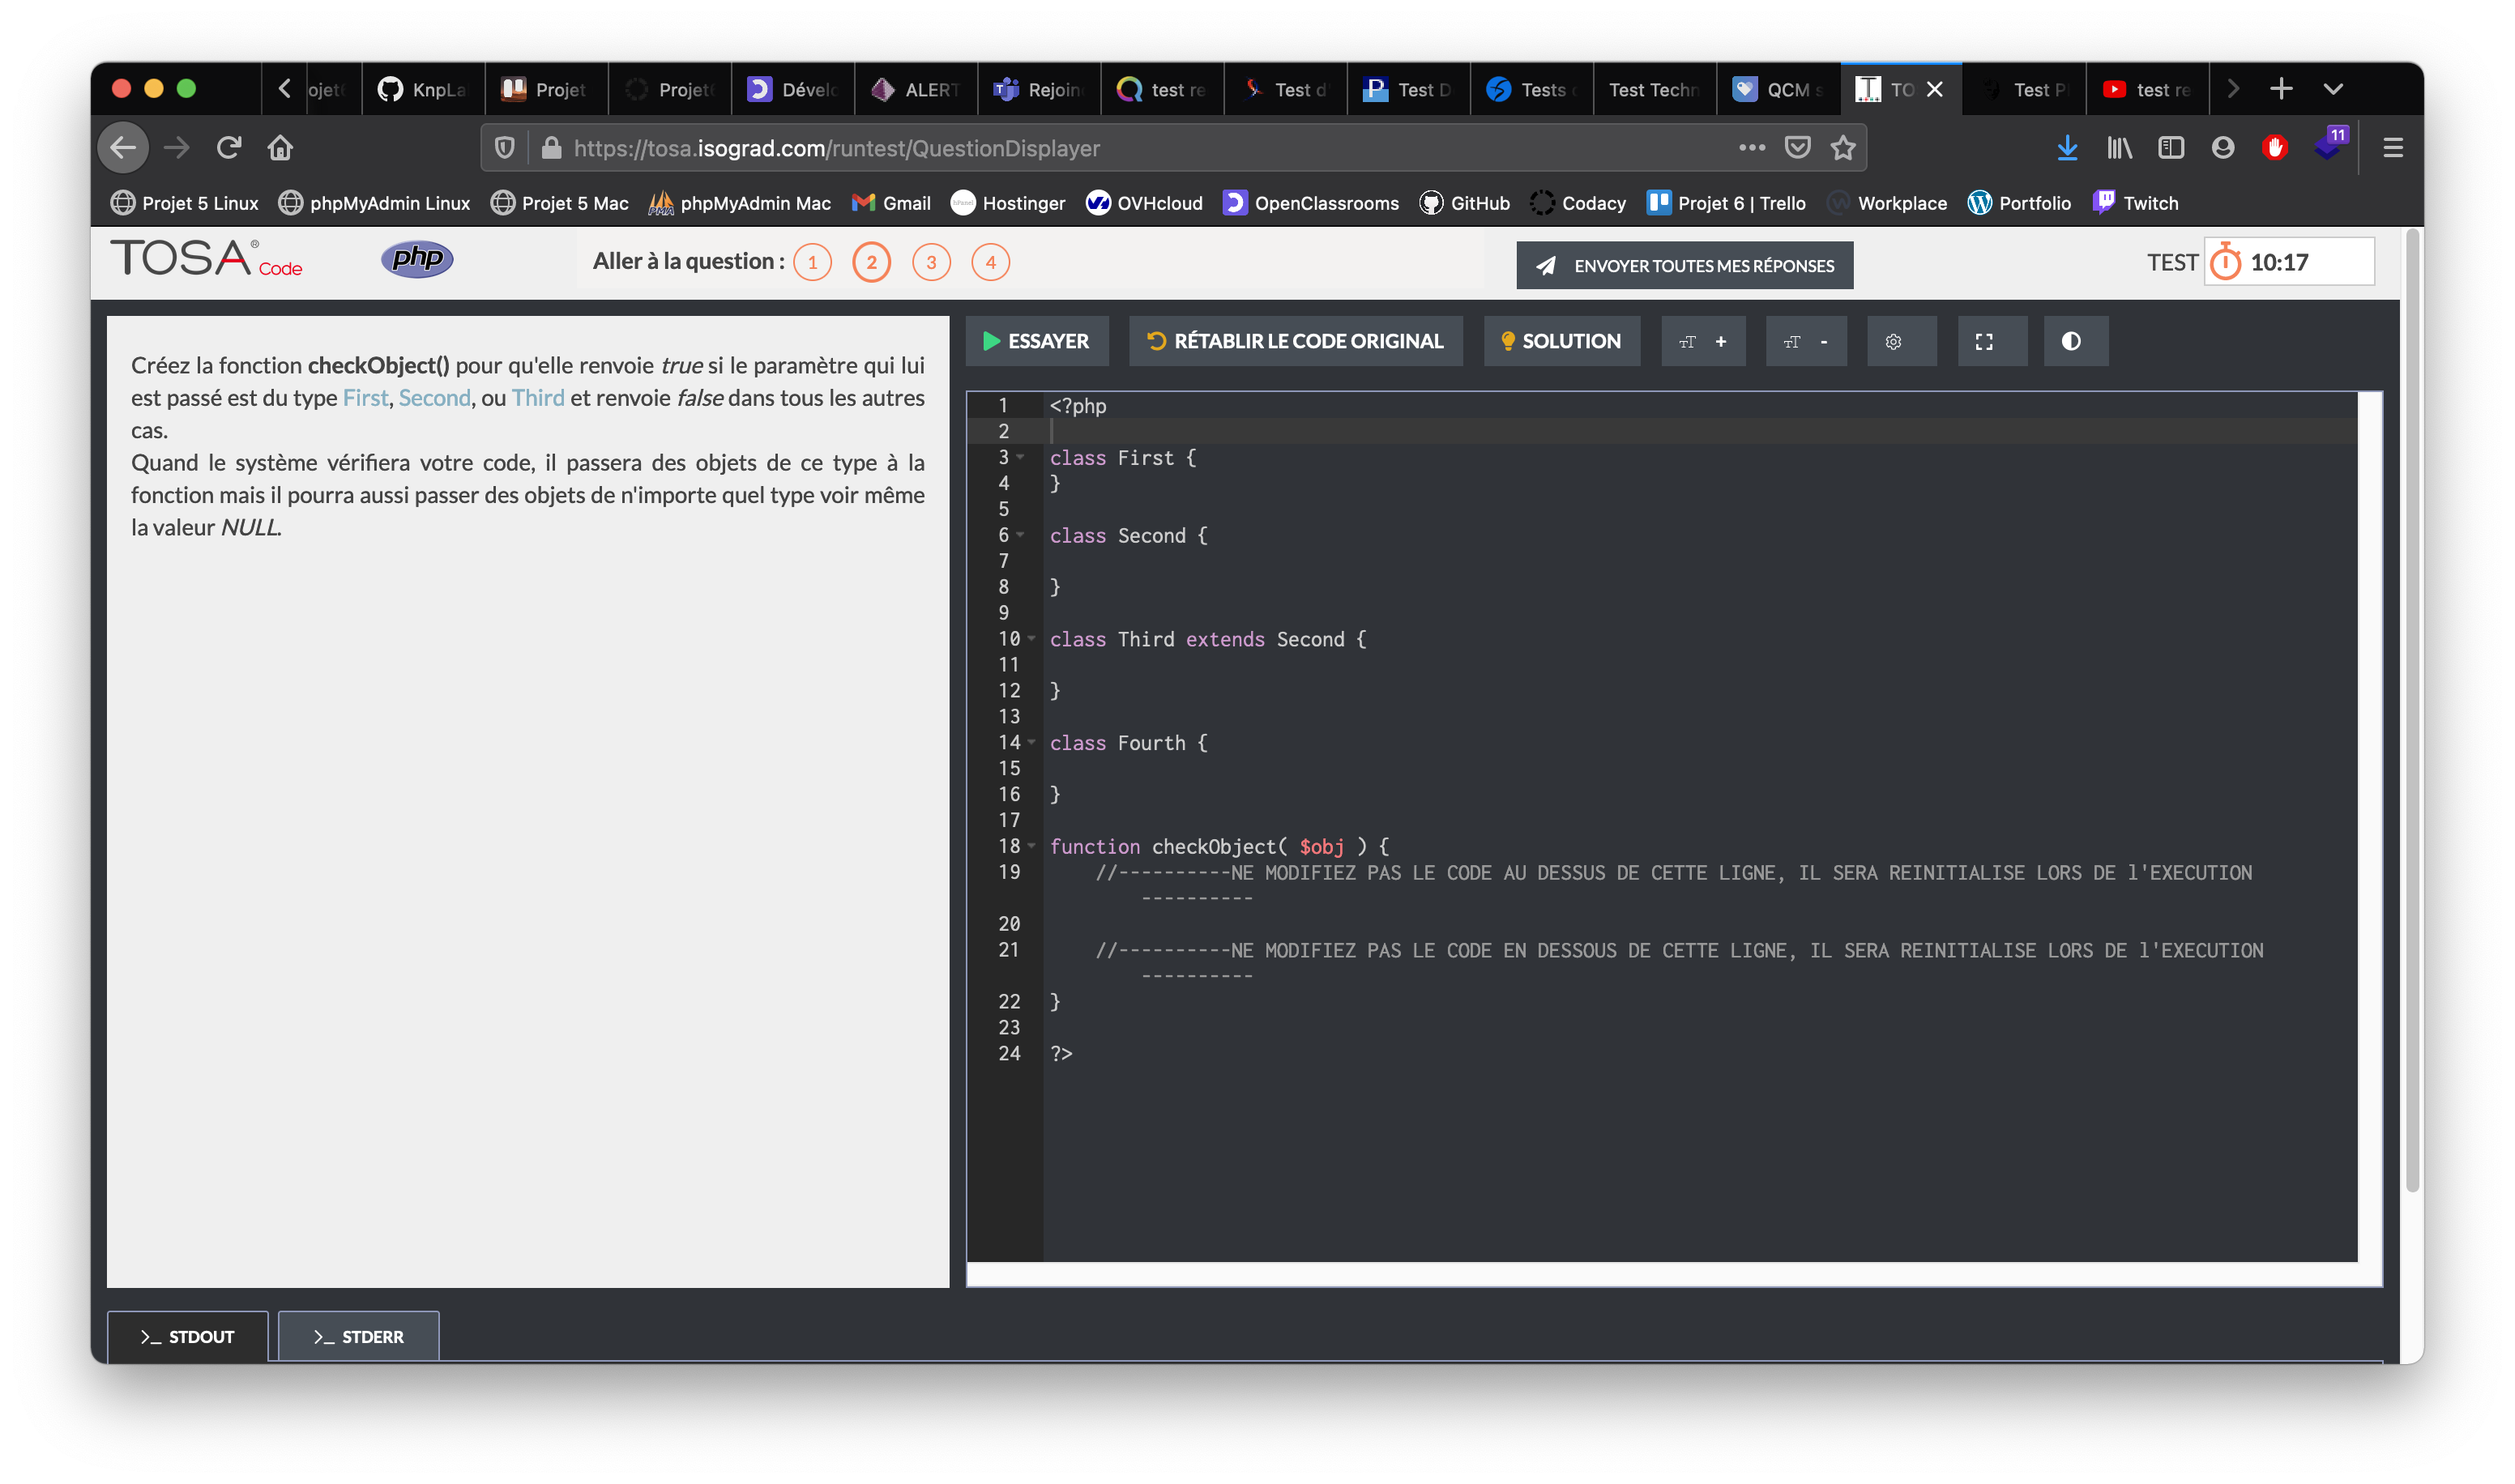 ojet
KnpLa
Projet
Projet
Dével
ALERT
Rejoin
test re
Test d
Test D
Tests
Test Techn
QCM s
TO
Test P
test re
https://tosa.isograd.com/runtest/QuestionDisplayer
11
Projet 5 Linux
phpMyAdmin Linux
Projet 5 Mac
phpMyAdmin Mac
Gmail
Hostinger
OVHcloud
OpenClassrooms
GitHub
Codacy
Projet 6 | Trello
Workplace
Portfolio
Twitch
TOSA® Code
php
Aller à la question : 1 2 3 4
ENVOYER TOUTES MES RÉPONSES
TEST 10:17
Créez la fonction checkObject() pour qu'elle renvoie true si le paramètre qui lui
est passé est du type First, Second, ou Third et renvoie false dans tous les autres
cas.
Quand le système vérifiera votre code, il passera des objets de ce type à la
fonction mais il pourra aussi passer des objets de n'importe quel type voir même
la valeur NULL.
ESSAYER
RÉTABLIR LE CODE ORIGINAL
SOLUTION
TT +
TT -
1 <?php
2
3 class First {
4 }
5
6 class Second {
7
8 }
9
10 class Third extends Second {
11
12 }
13
14 class Fourth {
15
16 }
17
18 function checkObject( $obj ) {
19 //----------NE MODIFIEZ PAS LE CODE AU DESSUS DE CETTE LIGNE, IL SERA REINITIALISE LORS DE l'EXECUTION
----------
20
21 //----------NE MODIFIEZ PAS LE CODE EN DESSOUS DE CETTE LIGNE, IL SERA REINITIALISE LORS DE l'EXECUTION
----------
22 }
23
24 ?>
>_ STDOUT
>_ STDERR